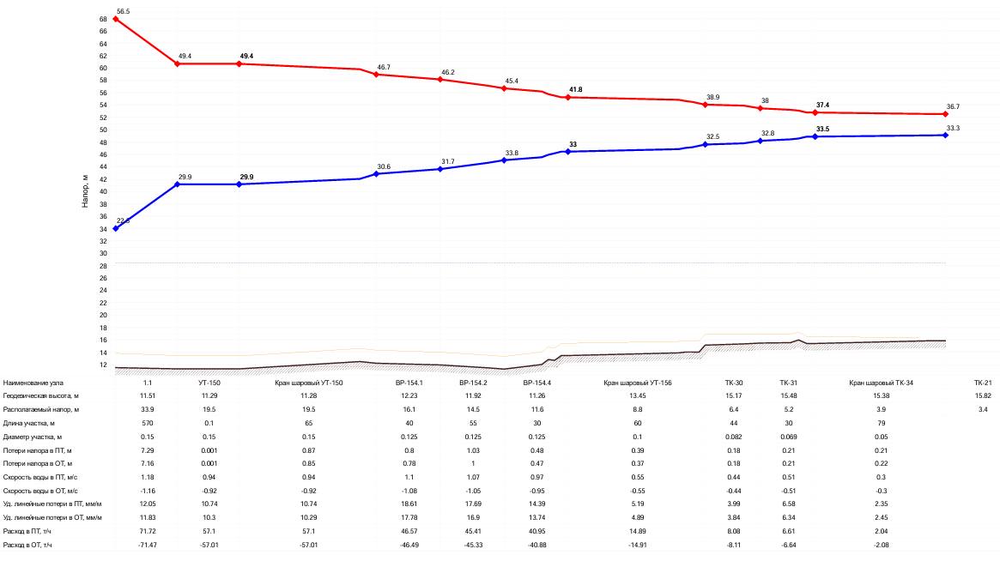 56.5
68
66
64
62
60
58
56
54
52
50
48
46
44
42
40
38
36
34
32
30
28
26
24
22
20
18
16
14
12
Напор, м
49.4 49.4 46.7 46.2 45.4 41.8 38.9 38 37.4 36.7
22.6 29.9 29.9 30.6 31.7 33.8 33 32.5 32.8 33.5 33.3
Наименование узла 1.1 УТ-150 Кран шаровый УТ-150 ВР-154.1 ВР-154.2 ВР-154.4 Кран шаровый УТ-156 ТК-30 ТК-31 Кран шаровый ТК-34 ТК-21
Геодезическая высота, м 11.51 11.29 11.28 12.23 11.92 11.26 13.45 15.17 15.48 15.38 15.82
Располагаемый напор, м 33.9 19.5 19.5 16.1 14.5 11.6 8.8 6.4 5.2 3.9 3.4
Длина участка, м 570 0.1 65 40 55 30 60 44 30 79
Диаметр участка, м 0.15 0.15 0.15 0.125 0.125 0.125 0.1 0.082 0.069 0.05
Потери напора в ПТ, м 7.29 0.001 0.87 0.8 1.03 0.48 0.39 0.18 0.21 0.21
Потери напора в ОТ, м 7.16 0.001 0.85 0.78 1 0.47 0.37 0.18 0.21 0.22
Скорость воды в ПТ, м/с 1.18 0.94 0.94 1.1 1.07 0.97 0.55 0.44 0.51 0.3
Скорость воды в ОТ, м/с -1.16 -0.92 -0.92 -1.08 -1.05 -0.95 -0.55 -0.44 -0.51 -0.3
Уд. линейные потери в ПТ, мм/м 12.05 10.74 10.74 18.61 17.69 14.39 5.19 3.99 6.58 2.35
Уд. линейные потери в ОТ, мм/м 11.83 10.3 10.29 17.78 16.9 13.74 4.89 3.84 6.34 2.45
Расход в ПТ, т/ч 71.72 57.1 57.1 46.57 45.41 40.95 14.89 8.08 6.61 2.04
Расход в ОТ, т/ч -71.47 -57.01 -57.01 -46.49 -45.33 -40.88 -14.91 -8.11 -6.64 -2.08